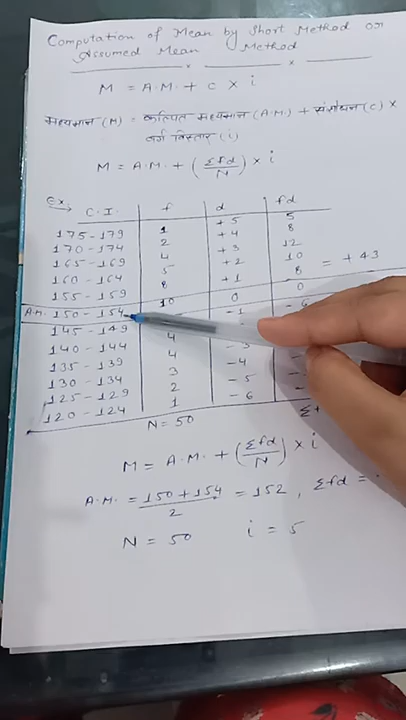 Computation of Mean by Short Method or
Assumed Mean Method
M = A.M. + C × i
मध्यमान (M) = कल्पित मध्यमान (A.M.) + संशोधन (C) ×
वर्ग विस्तार (i)
M = A.M. + (Σfd/N) × i
Ex.
C.I. f d fd
175 - 179 1 +5 5
170 - 174 2 +4 8
165 - 169 4 +3 12
160 - 164 5 +2 10
155 - 159 8 +1 8 = +43
A.M. 150 - 154 10 0 0
145 - 149 -1 -6
140 - 144 4
135 - 139 4 -3
130 - 134 3 -4
125 - 129 2 -5
120 - 124 1 -6
N = 50
M = A.M. + (Σfd/N) × i
A.M. = 150 + 154/2 = 152, Σfd =
N = 50 i = 5